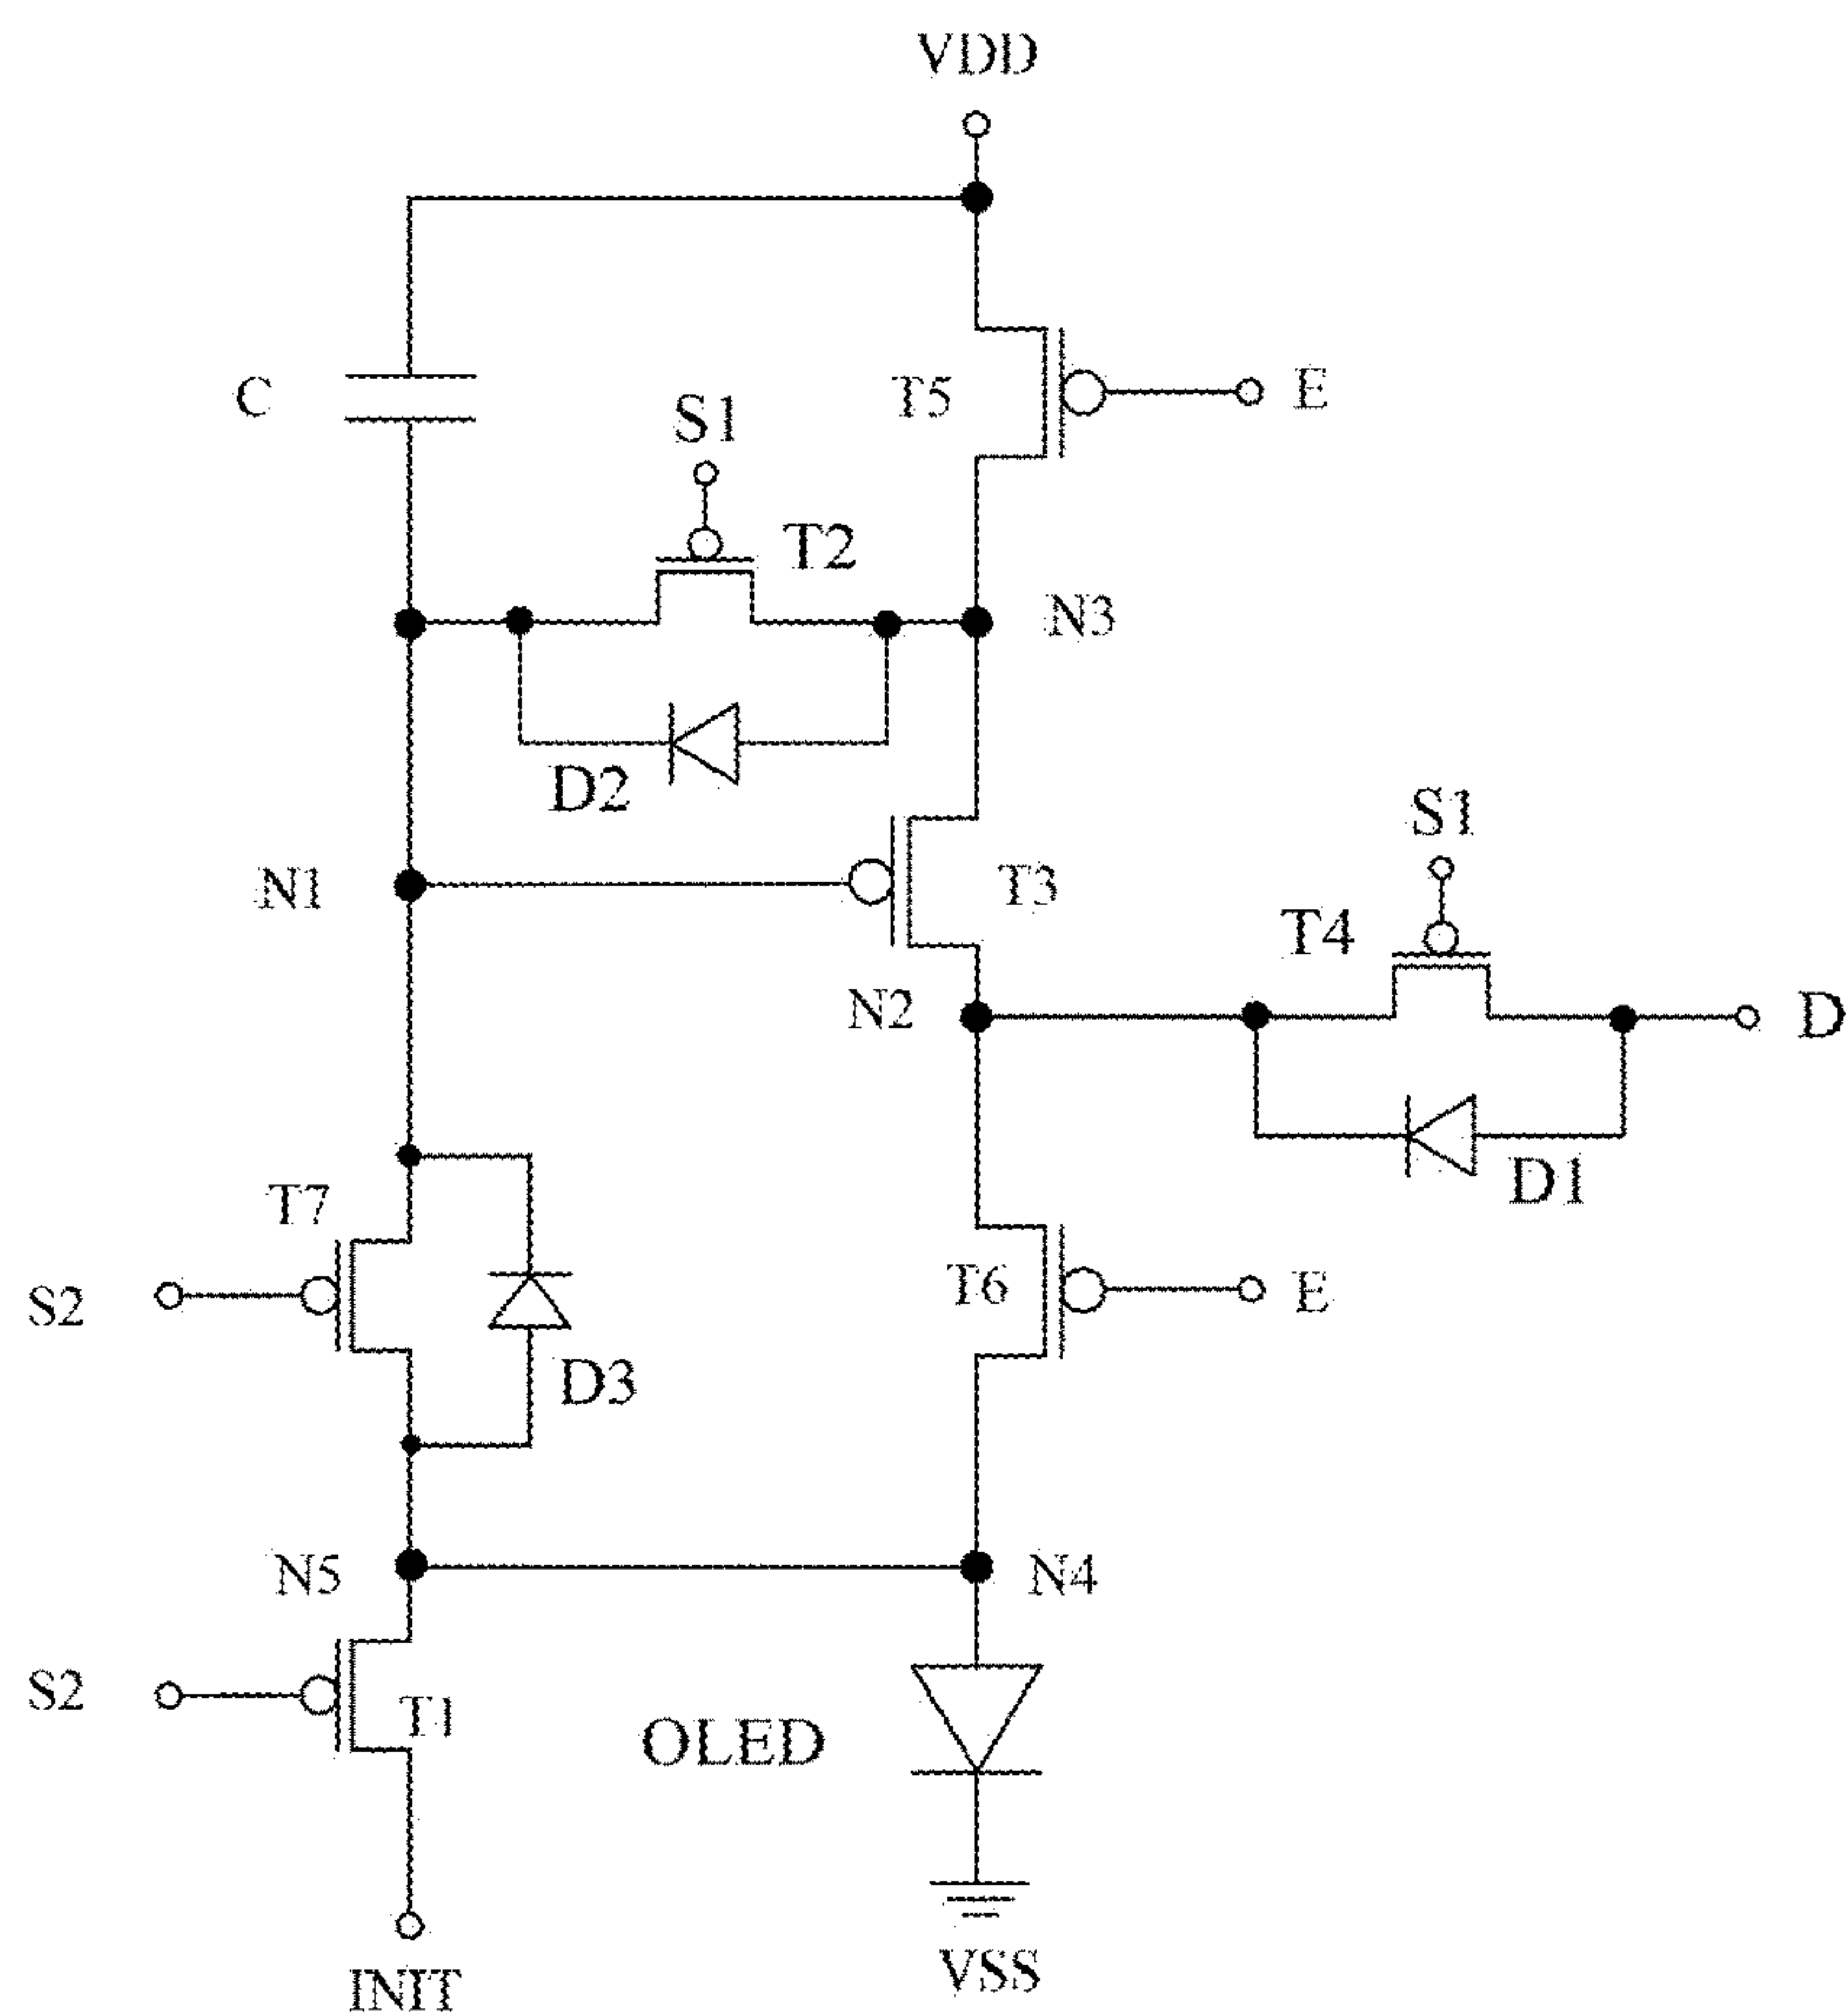 VDD
C
S1
T5
E
T2
N3
D2
S1
N1
T3
T4
N2
D
D1
T7
S2
T6
E
D3
N5
N4
S2
T1
OLED
VSS
INIT